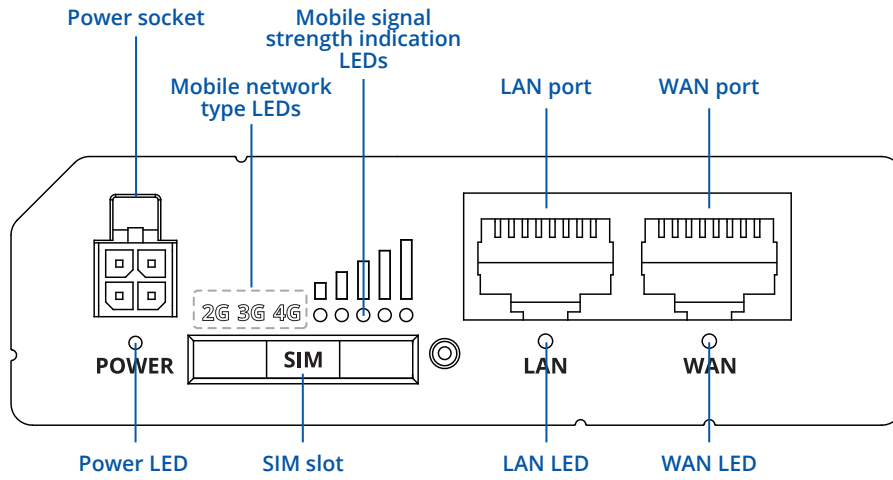 Power socket
Mobile signal
strength indication
LEDs
Mobile network
type LEDs
LAN port
WAN port
2G 3G 4G
POWER
SIM
LAN
WAN
Power LED
SIM slot
LAN LED
WAN LED